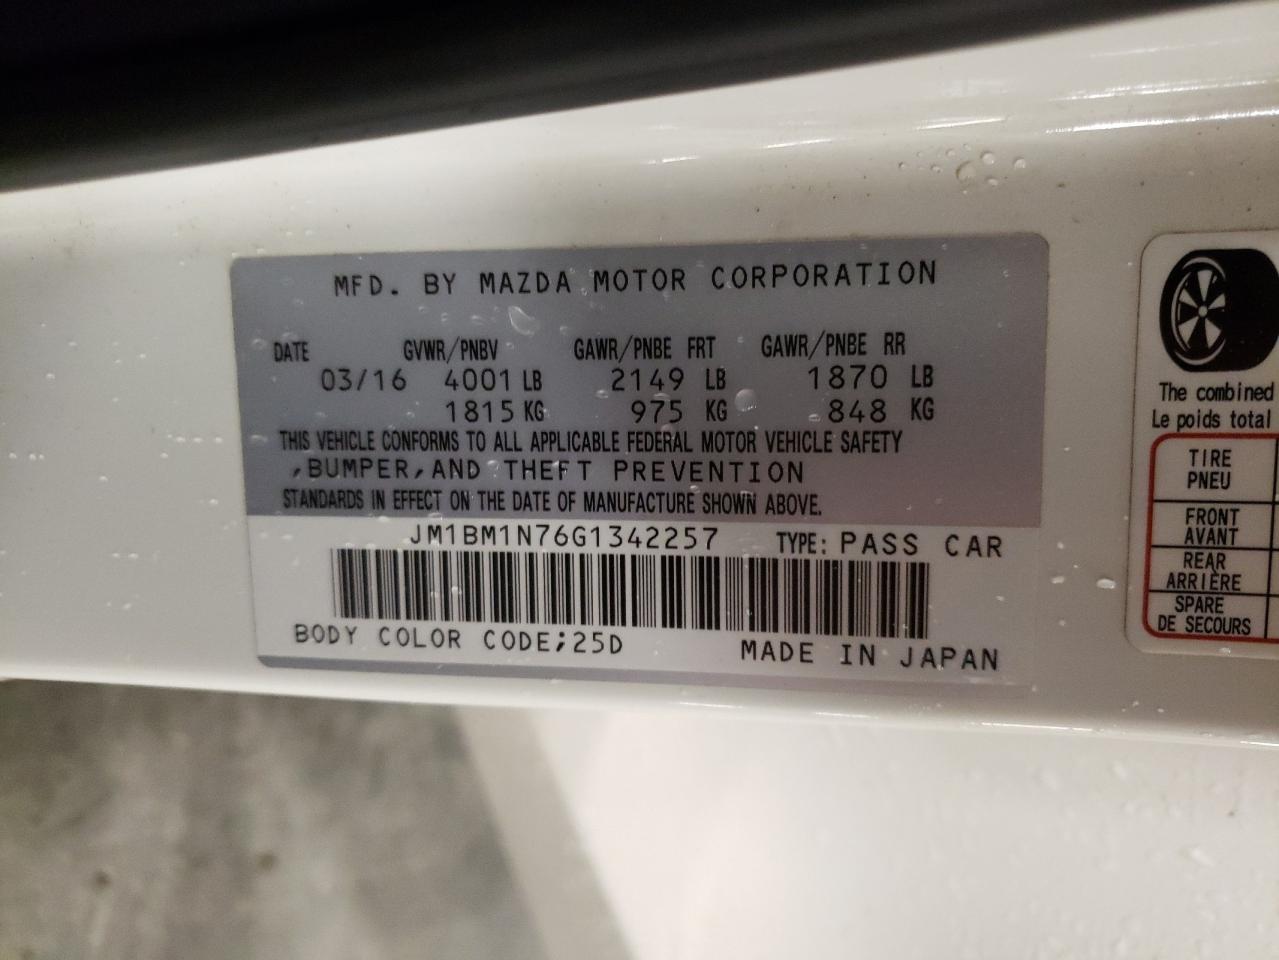 MFD. BY MAZDA MOTOR CORPORATION
DATE GVWR/PNBV GAWR/PNBE FRT GAWR/PNBE RR
03/16 4001 LB 2149 LB 1870 LB
1815 KG 975 KG 848 KG
THIS VEHICLE CONFORMS TO ALL APPLICABLE FEDERAL MOTOR VEHICLE SAFETY
,BUMPER,AND THEFT PREVENTION
STANDARDS IN EFFECT ON THE DATE OF MANUFACTURE SHOWN ABOVE.
JM1BM1N76G1342257 TYPE: PASS CAR
BODY COLOR CODE;25D MADE IN JAPAN
The combined
Le poids total
TIRE
PNEU
FRONT
AVANT
REAR
ARRIÈRE
SPARE
DE SECOURS